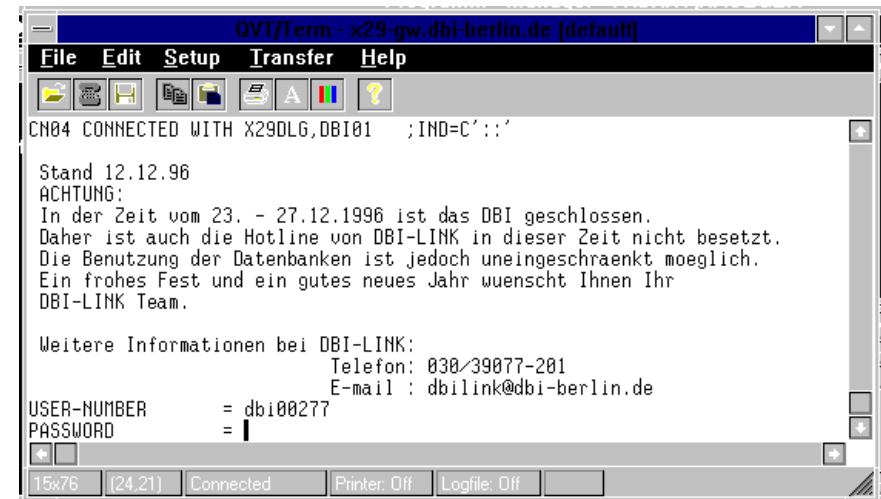 QVT/Term - x29-gw.dbi-berlin.de [default]
File Edit Setup Transfer Help
A
?
CN04 CONNECTED WITH X29DLG,DBI01 ;IND=C'::'
Stand 12.12.96
ACHTUNG:
In der Zeit vom 23. - 27.12.1996 ist das DBI geschlossen.
Daher ist auch die Hotline von DBI-LINK in dieser Zeit nicht besetzt.
Die Benutzung der Datenbanken ist jedoch uneingeschraenkt moeglich.
Ein frohes Fest und ein gutes neues Jahr wuenscht Ihnen Ihr
DBI-LINK Team.
Weitere Informationen bei DBI-LINK:
Telefon: 030/39077-201
E-mail : dbilink@dbi-berlin.de
USER-NUMBER = dbi00277
PASSWORD =
15x76 (24,21) Connected Printer: Off Logfile: Off